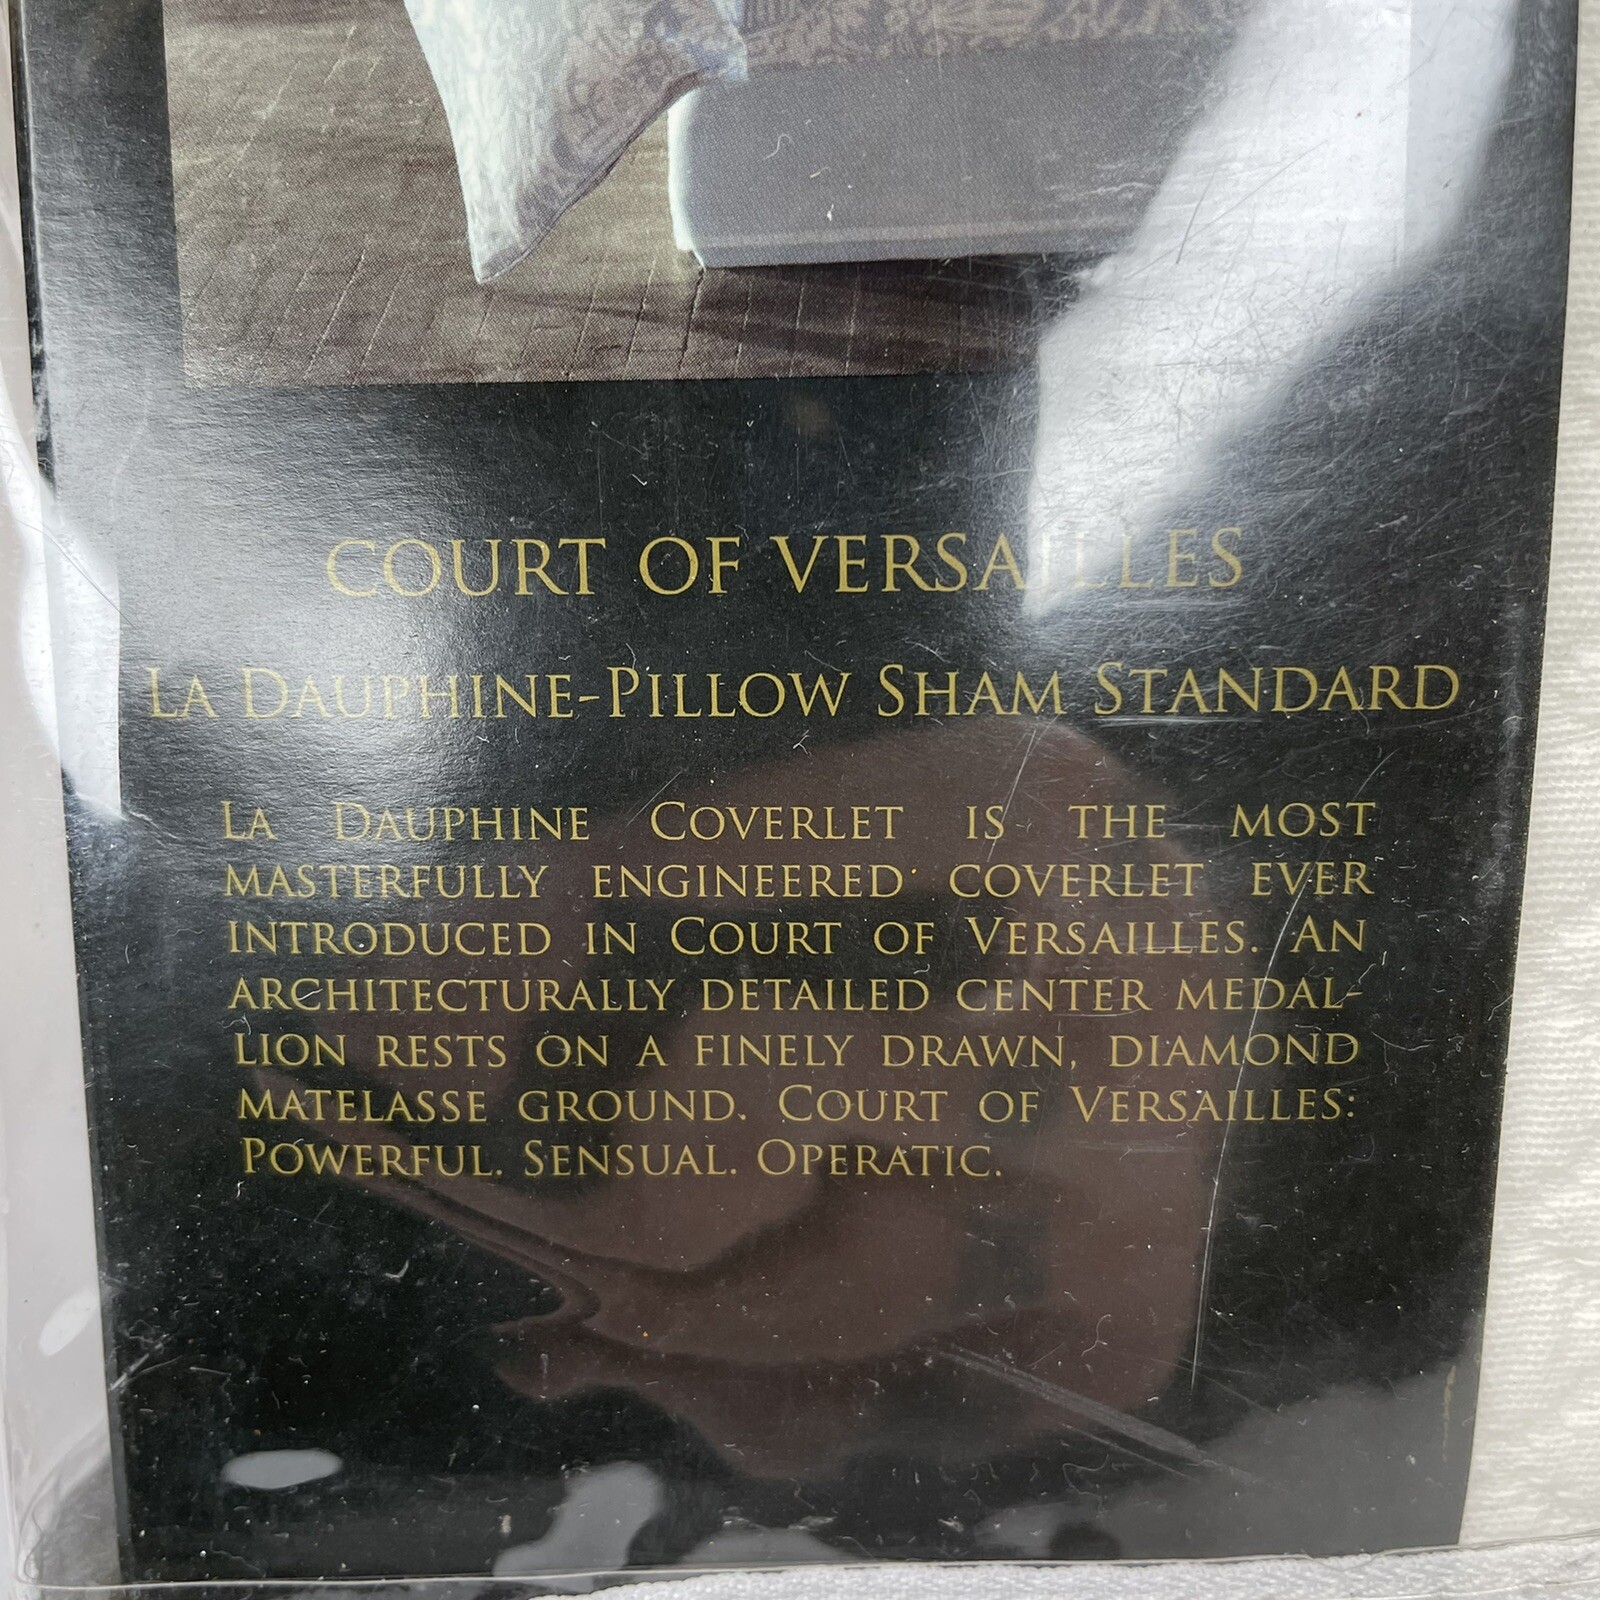 COURT OF VERSAILLES
LA DAUPHINE-PILLOW SHAM STANDARD
LA DAUPHINE COVERLET IS THE MOST
MASTERFULLY ENGINEERED COVERLET EVER
INTRODUCED IN COURT OF VERSAILLES. AN
ARCHITECTURALLY DETAILED CENTER MEDAL-
LION RESTS ON A FINELY DRAWN, DIAMOND
MATELASSE GROUND. COURT OF VERSAILLES:
POWERFUL. SENSUAL. OPERATIC.